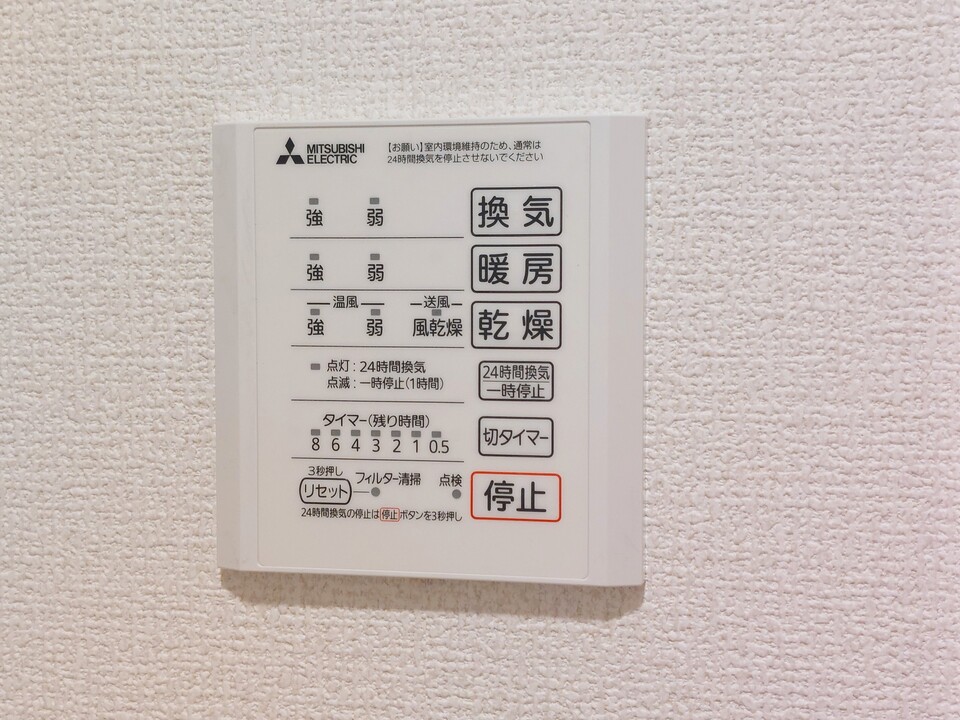 MITSUBISHI
ELECTRIC
【お願い】室内環境維持のため、通常は
24時間換気を停止させないでください
強 弱 換気
強 弱 暖房
温風 送風
強 弱 風乾燥 乾燥
点灯：24時間換気
点滅：一時停止(1時間)
24時間換気
一時停止
タイマー(残り時間)
8 6 4 3 2 1 0.5
切タイマー
3秒押し
リセット フィルター清掃 点検
停止
24時間換気の停止は停止ボタンを3秒押し